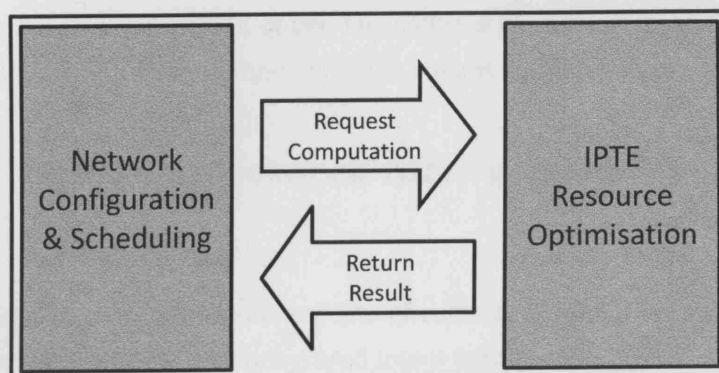 Network
Configuration
& Scheduling
Request
Computation
Return
Result
IPTE
Resource
Optimisation